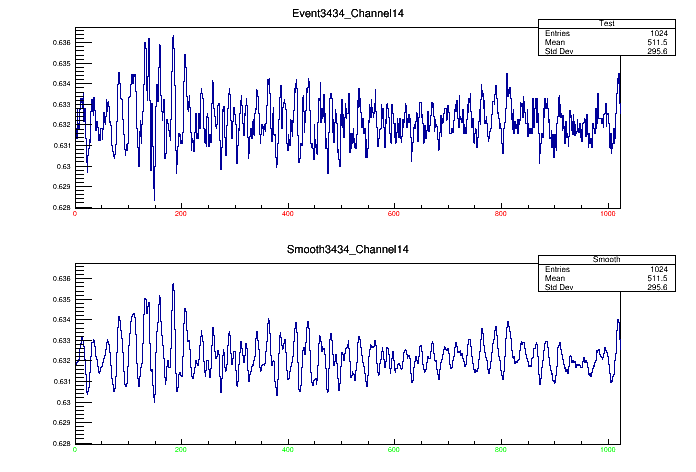 Event3434_Channel14
Test
Entries 1024
Mean 511.5
Std Dev 295.6
0.636
0.635
0.634
0.633
0.632
0.631
0.63
0.629
0.628
0 200 400 600 800 1000
Smooth3434_Channel14
Smooth
Entries 1024
Mean 511.5
Std Dev 295.6
0.636
0.635
0.634
0.633
0.632
0.631
0.63
0.629
0.628
0 200 400 600 800 1000